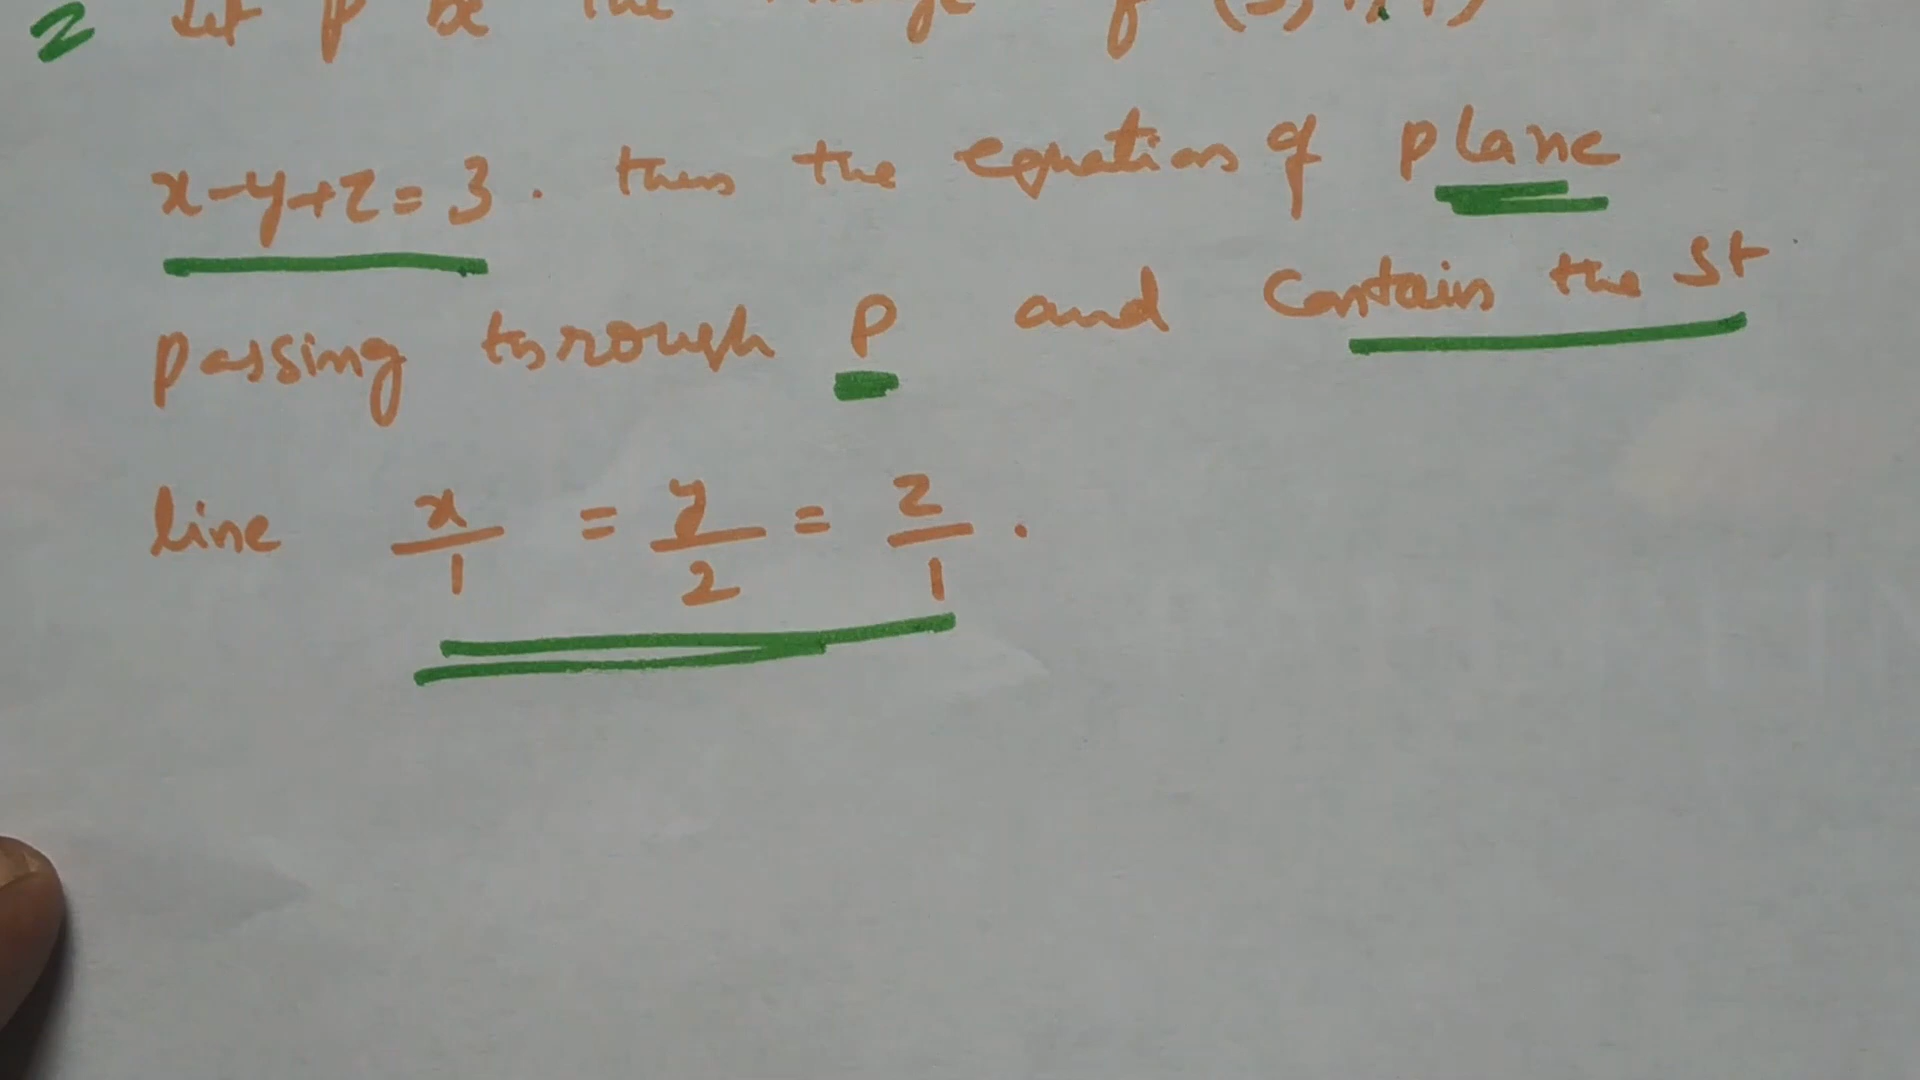 2 Let P be the image of (3, 1, 7)
x-y+z=3. then the equation of plane
passing through P and contains the St
line x/1 = y/2 = z/1.